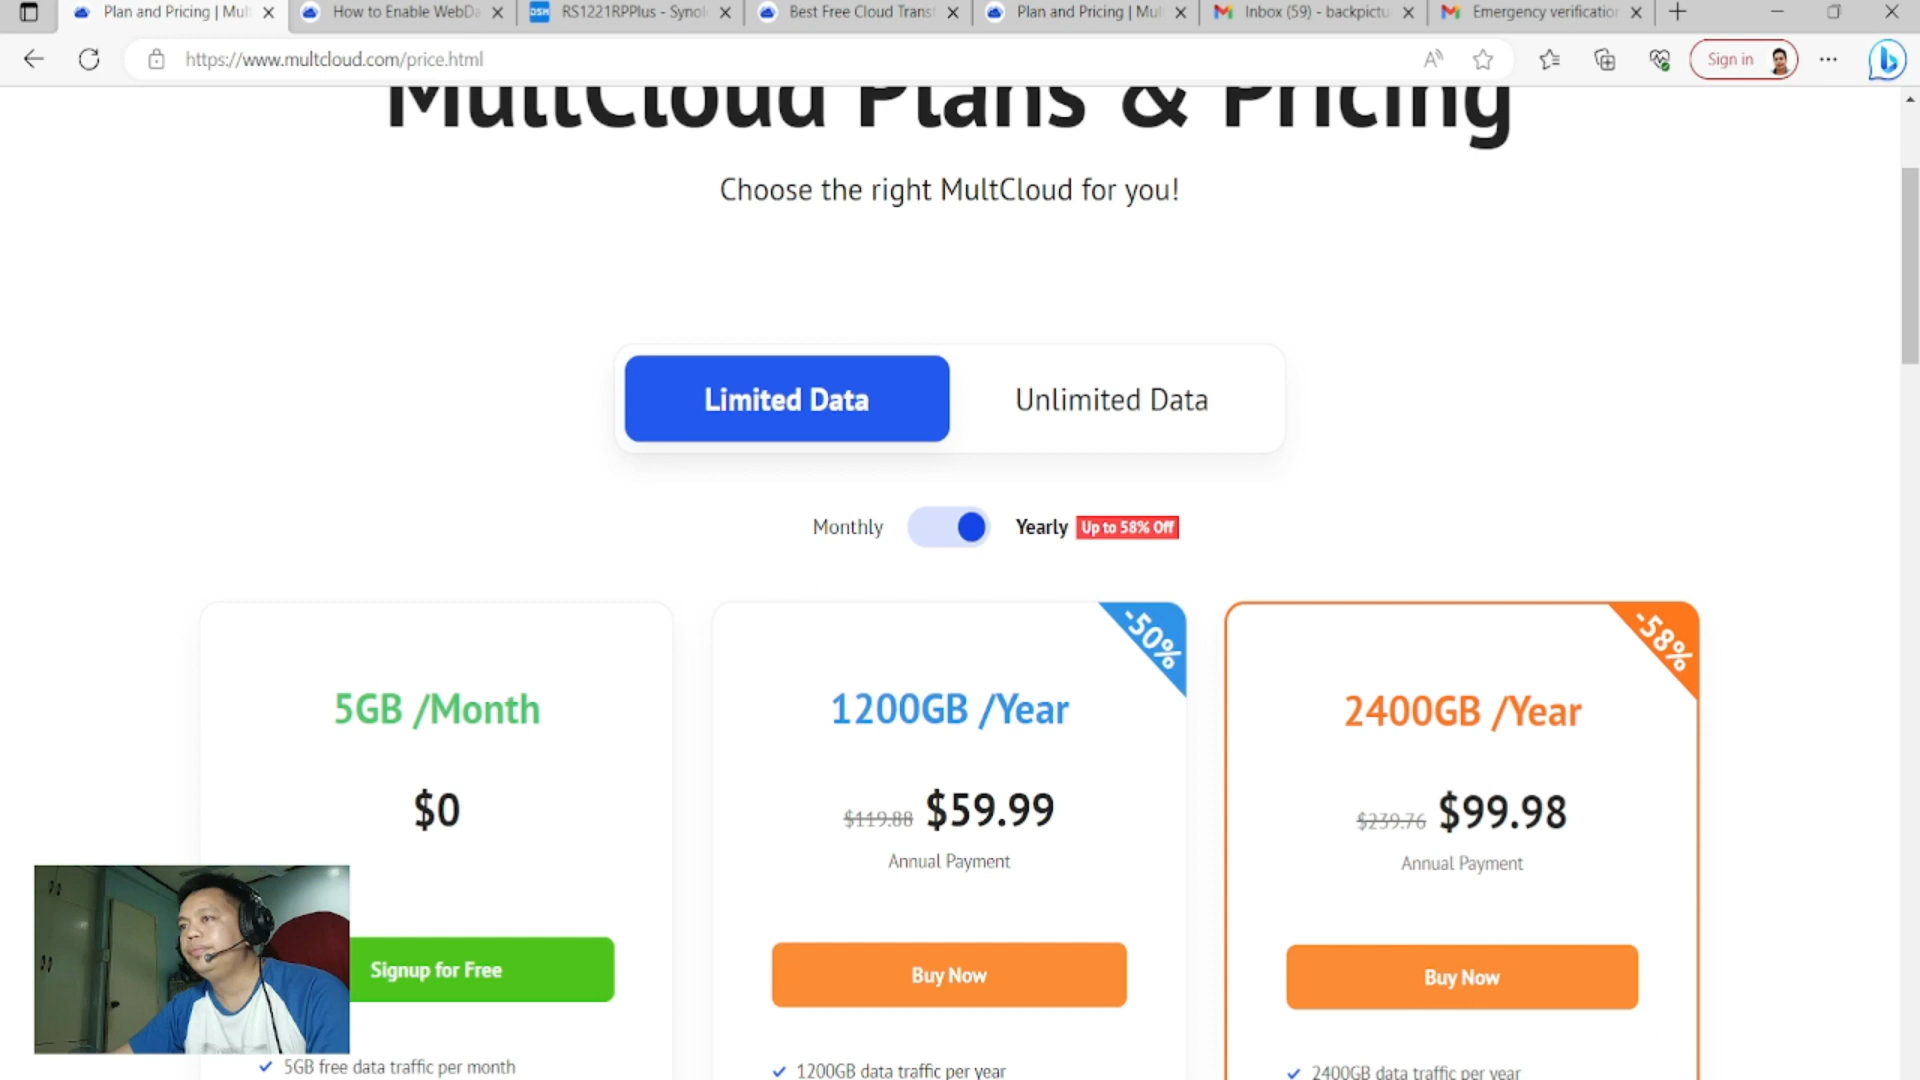 Plan and Pricing | Mul
How to Enable WebDa
RS1221RPPlus - Synol
Best Free Cloud Transf
Plan and Pricing | Mul
Inbox (59) - backpictu
Emergency verification
https://www.multcloud.com/price.html
Sign in
MultCloud Plans & Pricing
Choose the right MultCloud for you!
Limited Data
Unlimited Data
Monthly
Yearly
Up to 58% Off
-50%
-58%
5GB /Month
1200GB /Year
2400GB /Year
$0
$119.88 $59.99
$239.76 $99.98
Annual Payment
Annual Payment
Signup for Free
Buy Now
Buy Now
5GB free data traffic per month
1200GB data traffic per year
2400GB data traffic per year